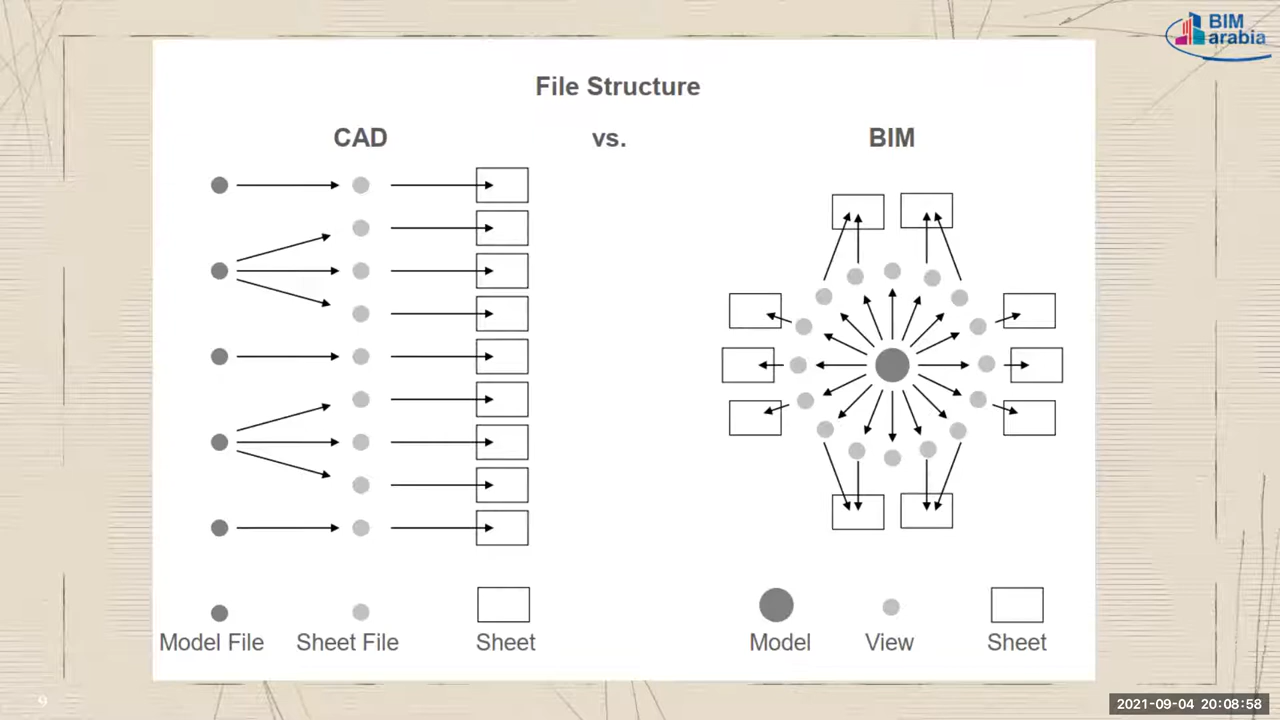 BIM
arabia
File Structure
CAD vs. BIM
Model File Sheet File Sheet
Model View Sheet
9
2021-09-04 20:08:58